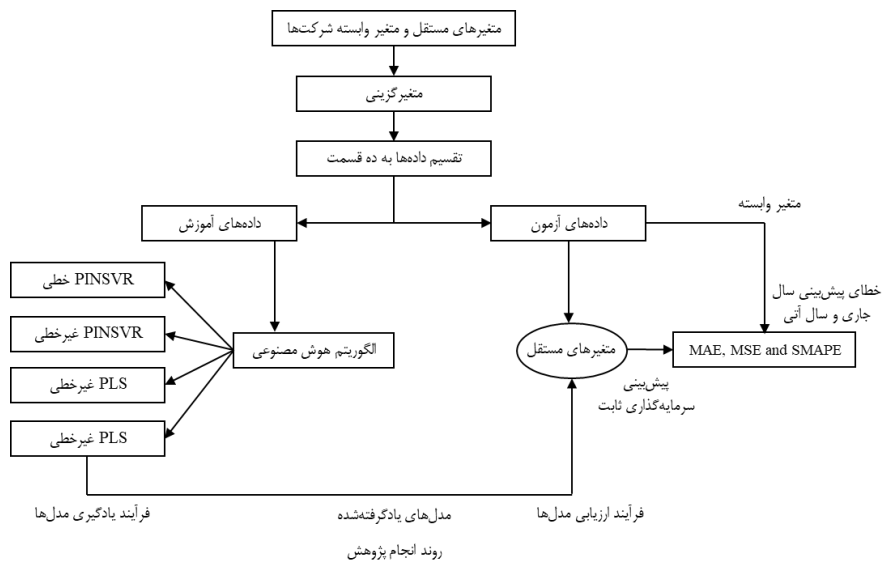 متغیرهای مستقل و متغیر وابسته شرکت‌ها
متغیرگزینی
تقسیم داده‌ها به ده قسمت
داده‌های آموزش
داده‌های آزمون
متغیر وابسته
PINSVR خطی
PINSVR غیرخطی
PLS غیرخطی
PLS غیرخطی
الگوریتم هوش مصنوعی
متغیرهای مستقل
خطای پیش‌بینی سال
جاری و سال آتی
MAE, MSE and SMAPE
پیش‌بینی
سرمایه‌گذاری ثابت
فرآیند یادگیری مدل‌ها
مدل‌های یادگرفته‌شده
فرآیند ارزیابی مدل‌ها
روند انجام پژوهش